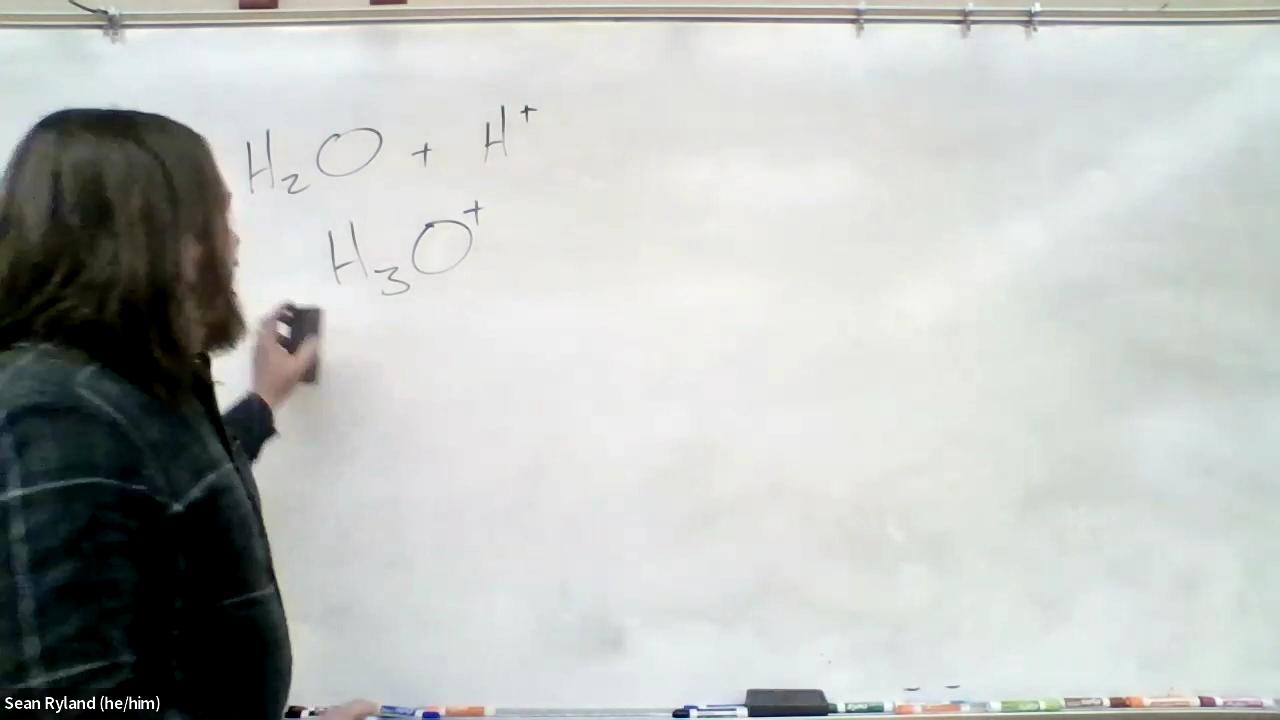 H₂O + H⁺
H₃O⁺
Sean Ryland (he/him)